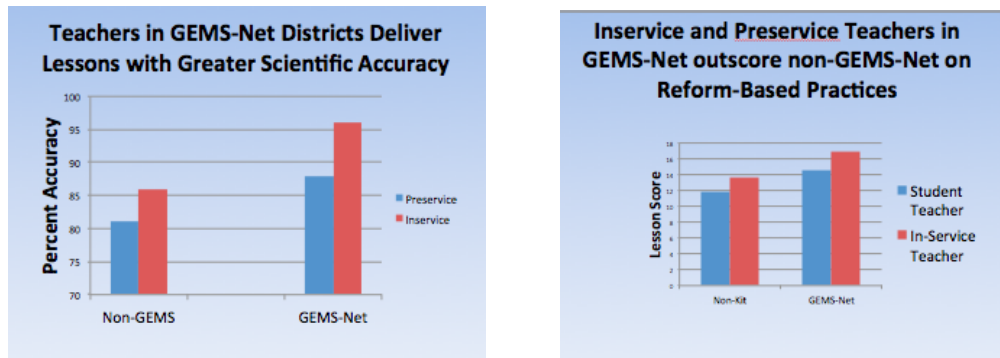 Teachers in GEMS-Net Districts Deliver
Lessons with Greater Scientific Accuracy
100
95
90
85
80
75
70
Percent Accuracy
Non-GEMS
GEMS-Net
Preservice
Inservice
Inservice and Preservice Teachers in
GEMS-Net outscore non-GEMS-Net on
Reform-Based Practices
18
16
14
12
10
8
6
4
2
0
Lesson Score
Non-Kit
GEMS-Net
Student
Teacher
In-Service
Teacher